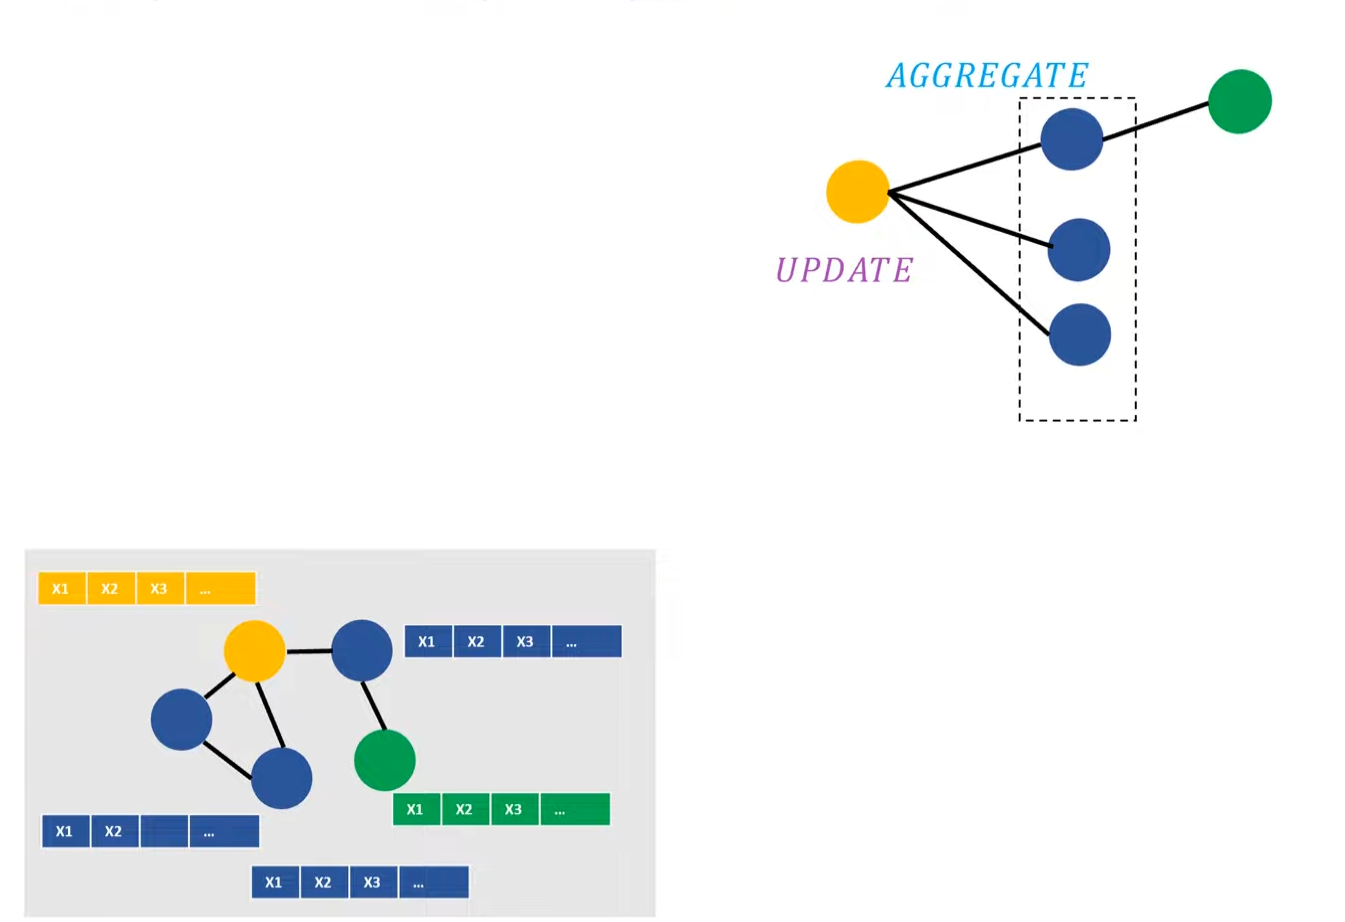 AGGREGATE
UPDATE
X1 X2 X3 ...
X1 X2 X3 ...
X1 X2 X3 ...
X1 X2 ...
X1 X2 X3 ...